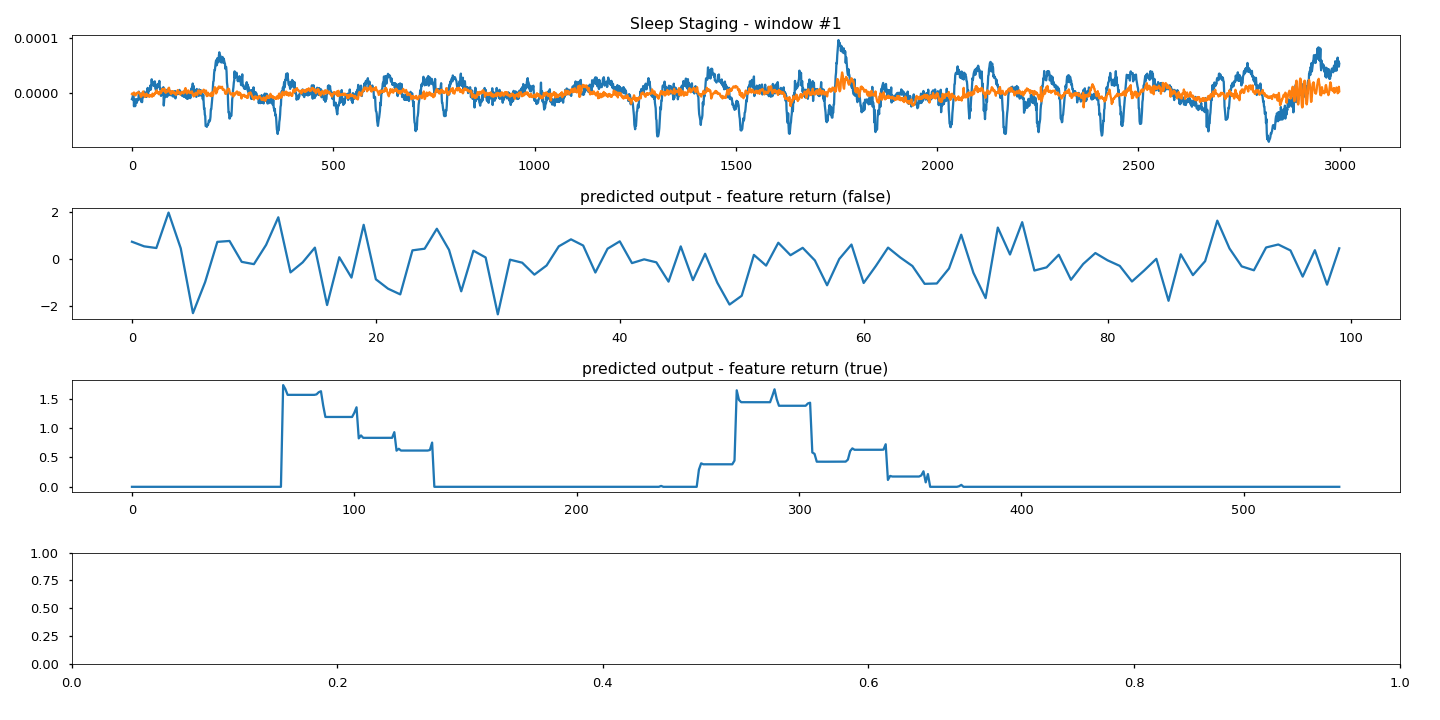 Sleep Staging - window #1
0.0001
0.0000
0 500 1000 1500 2000 2500 3000
predicted output - feature return (false)
2
0
−2
0 20 40 60 80 100
predicted output - feature return (true)
1.5
1.0
0.5
0.0
0 100 200 300 400 500
1.00
0.75
0.50
0.25
0.00
0.0 0.2 0.4 0.6 0.8 1.0